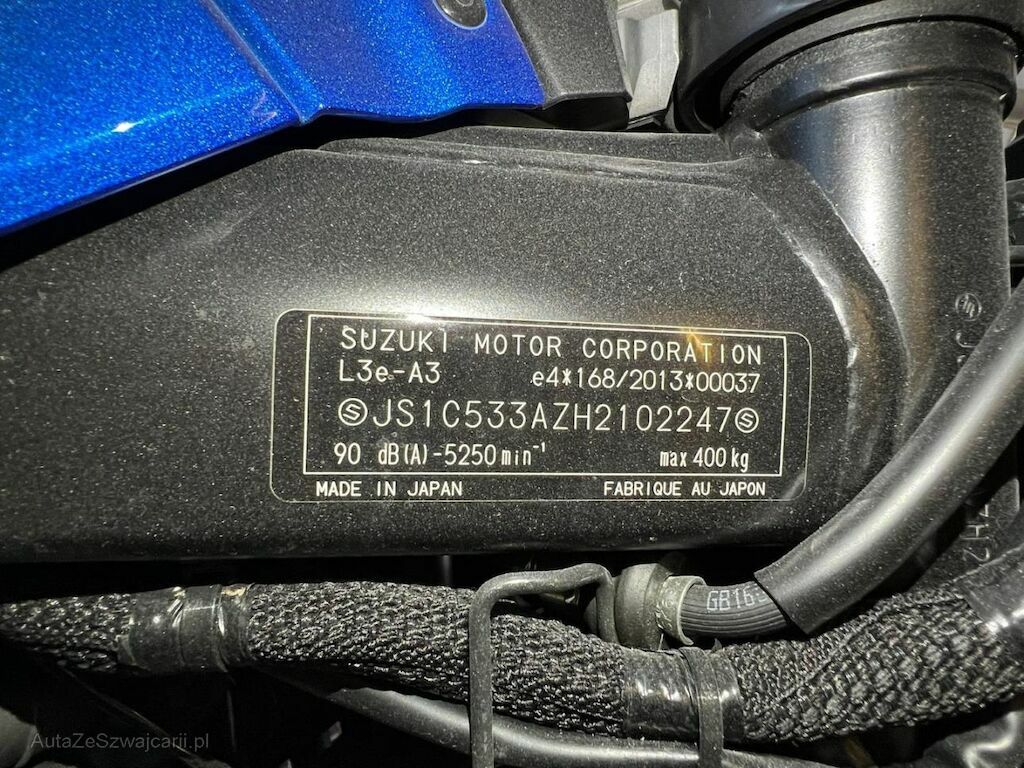 SUZUKI MOTOR CORPORATION
L3e-A3 e4*168/2013*00037
JS1C533AZH2102247
90 dB(A)-5250 min⁻¹ max 400 kg
MADE IN JAPAN FABRIQUE AU JAPON
GB16
ZH2
AutaZeSzwajcarii.pl